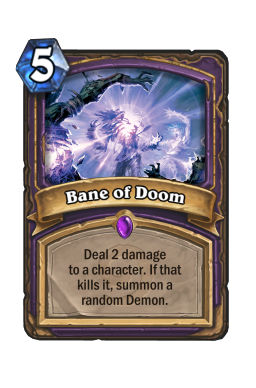 5
Bane of Doom
Deal 2 damage
to a character. If that
kills it, summon a
random Demon.